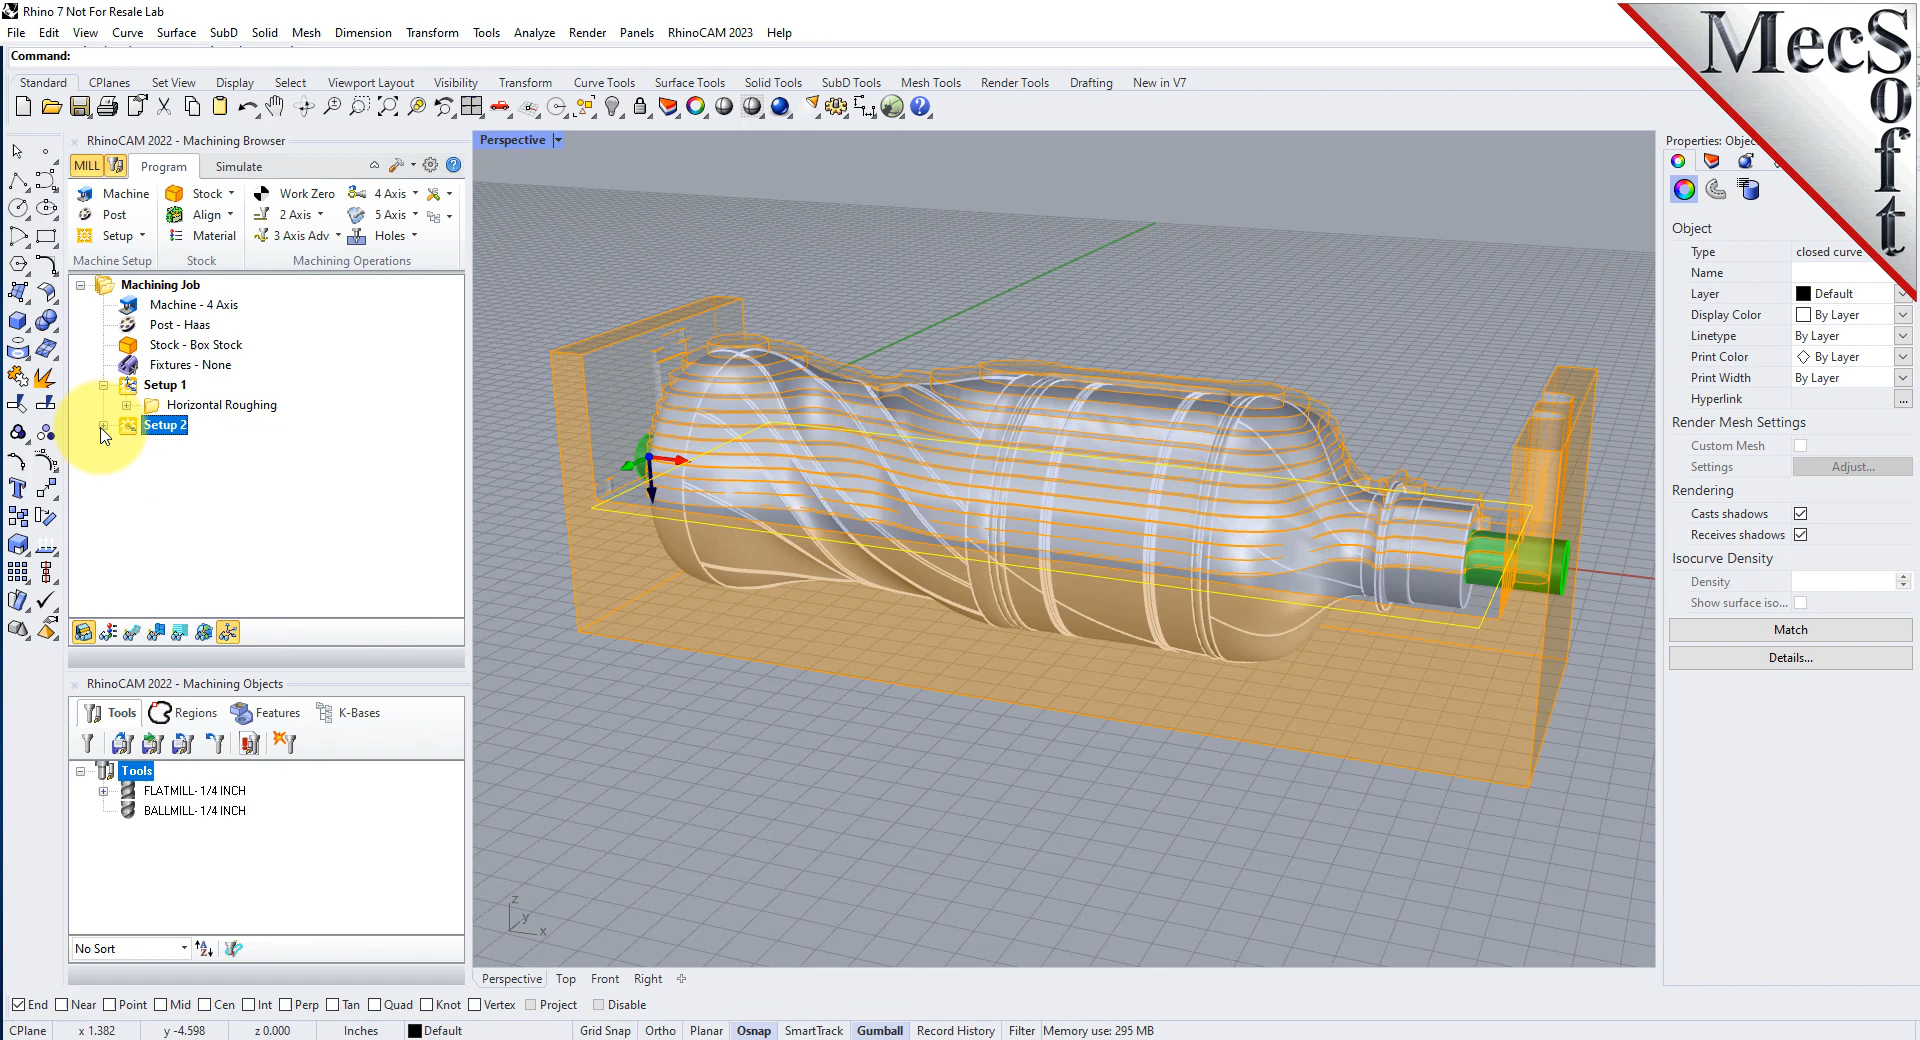 Rhino 7 Not For Resale Lab
File Edit View Curve Surface SubD Solid Mesh Dimension Transform Tools Analyze Render Panels RhinoCAM 2023 Help
Command:
Standard CPlanes Set View Display Select Viewport Layout Visibility Transform Curve Tools Surface Tools Solid Tools SubD Tools Mesh Tools Render Tools Drafting New in V7
MecSoft
RhinoCAM 2022 - Machining Browser
MILL Program Simulate
Machine Stock Work Zero 4 Axis
Post Align 2 Axis 5 Axis
Setup Material 3 Axis Adv Holes
Machine Setup Stock Machining Operations
Machining Job
Machine - 4 Axis
Post - Haas
Stock - Box Stock
Fixtures - None
Setup 1
Horizontal Roughing
Setup 2
RhinoCAM 2022 - Machining Objects
Tools Regions Features K-Bases
Tools
FLATMILL- 1/4 INCH
BALLMILL- 1/4 INCH
No Sort
Perspective
z
y
x
Perspective Top Front Right
Properties: Objec
Object
Type closed curve
Name
Layer Default
Display Color By Layer
Linetype By Layer
Print Color By Layer
Print Width By Layer
Hyperlink ...
Render Mesh Settings
Custom Mesh
Settings Adjust...
Rendering
Casts shadows
Receives shadows
Isocurve Density
Density
Show surface iso...
Match
Details...
End Near Point Mid Cen Int Perp Tan Quad Knot Vertex Project Disable
CPlane x 1.382 y -4.598 z 0.000 Inches Default Grid Snap Ortho Planar Osnap SmartTrack Gumball Record History Filter Memory use: 295 MB